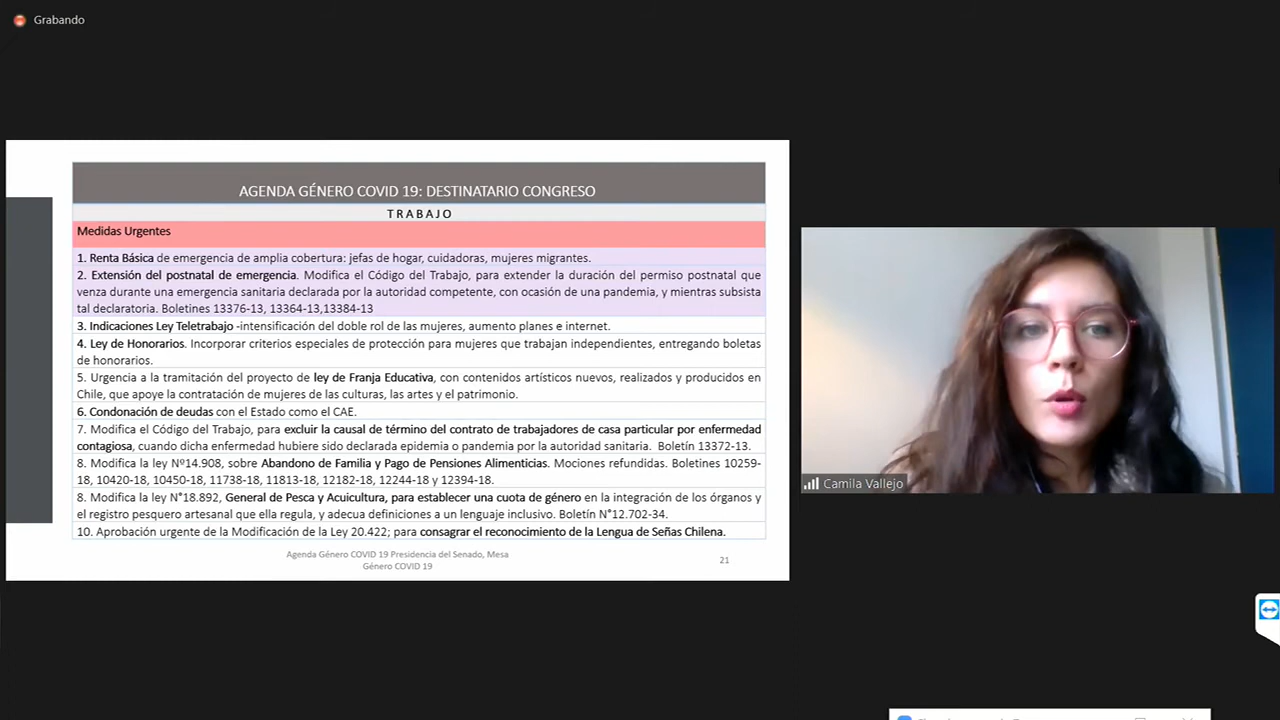 Grabando
AGENDA GÉNERO COVID 19: DESTINATARIO CONGRESO
TRABAJO
Medidas Urgentes
1. Renta Básica de emergencia de amplia cobertura: jefas de hogar, cuidadoras, mujeres migrantes.
2. Extensión del postnatal de emergencia. Modifica el Código del Trabajo, para extender la duración del permiso postnatal que
venza durante una emergencia sanitaria declarada por la autoridad competente, con ocasión de una pandemia, y mientras subsista
tal declaratoria. Boletines 13376-13, 13364-13,13384-13
3. Indicaciones Ley Teletrabajo -intensificación del doble rol de las mujeres, aumento planes e internet.
4. Ley de Honorarios. Incorporar criterios especiales de protección para mujeres que trabajan independientes, entregando boletas
de honorarios.
5. Urgencia a la tramitación del proyecto de ley de Franja Educativa, con contenidos artísticos nuevos, realizados y producidos en
Chile, que apoye la contratación de mujeres de las culturas, las artes y el patrimonio.
6. Condonación de deudas con el Estado como el CAE.
7. Modifica el Código del Trabajo, para excluir la causal de término del contrato de trabajadores de casa particular por enfermedad
contagiosa, cuando dicha enfermedad hubiere sido declarada epidemia o pandemia por la autoridad sanitaria. Boletín 13372-13.
8. Modifica la ley Nº14.908, sobre Abandono de Familia y Pago de Pensiones Alimenticias. Mociones refundidas. Boletines 10259-
18, 10420-18, 10450-18, 11738-18, 11813-18, 12182-18, 12244-18 y 12394-18.
8. Modifica la ley N°18.892, General de Pesca y Acuicultura, para establecer una cuota de género en la integración de los órganos y
el registro pesquero artesanal que ella regula, y adecua definiciones a un lenguaje inclusivo. Boletín N°12.702-34.
10. Aprobación urgente de la Modificación de la Ley 20.422; para consagrar el reconocimiento de la Lengua de Señas Chilena.
Agenda Género COVID 19 Presidencia del Senado, Mesa
Género COVID 19
21
Camila Vallejo